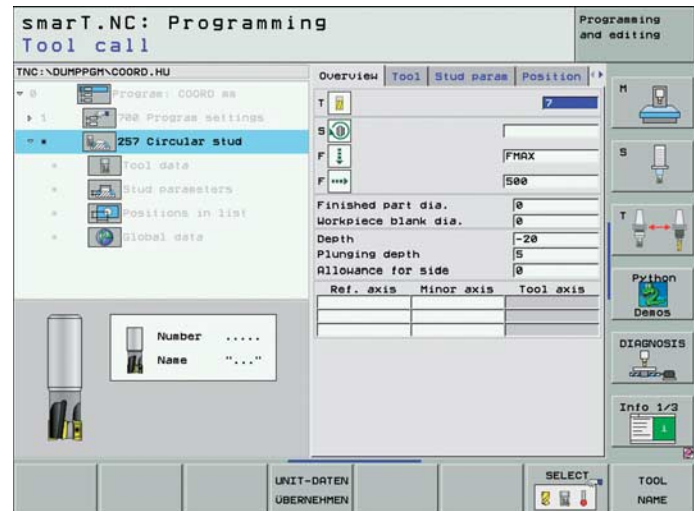 smarT.NC: Programming
Tool call
Programming
and editing
TNC:\DUMPPGM\COORD.HU
0 Program: COORD mm
1 700 Program settings
257 Circular stud
Tool data
Stud parameters
Positions in list
Global data
Number .....
Name "..."
Overview Tool Stud param Position
T 7
S
F FMAX
F 500
Finished part dia. 0
Workpiece blank dia. 0
Depth -20
Plunging depth 5
Allowance for side 0
Ref. axis Minor axis Tool axis
M
S
T
Python
Demos
DIAGNOSIS
Info 1/3
UNIT-DATEN
ÜBERNEHMEN
SELECT
TOOL
NAME